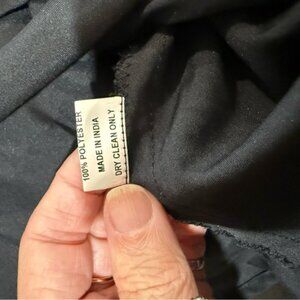 100% POLYESTER
MADE IN INDIA
DRY CLEAN ONLY